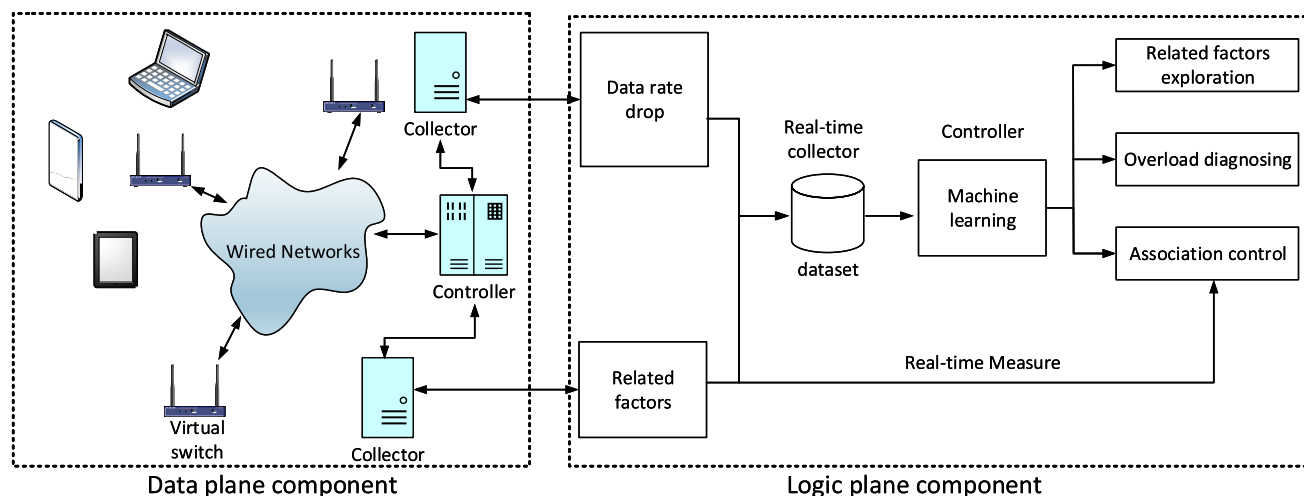 Collector
Wired Networks
Controller
Virtual
switch
Collector
Data plane component
Data rate
drop
Related
factors
Real-time
collector
dataset
Controller
Machine
learning
Related factors
exploration
Overload diagnosing
Association control
Real-time Measure
Logic plane component